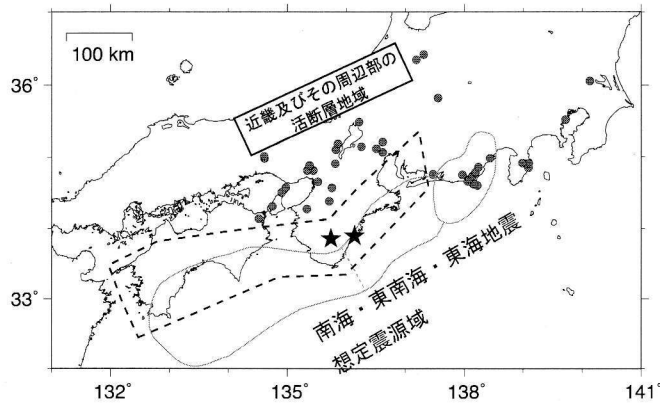 100 km
36°
33°
近畿及びその周辺部の
活断層地域
南海・東南海・東海地震
想定震源域
132°
135°
138°
141°